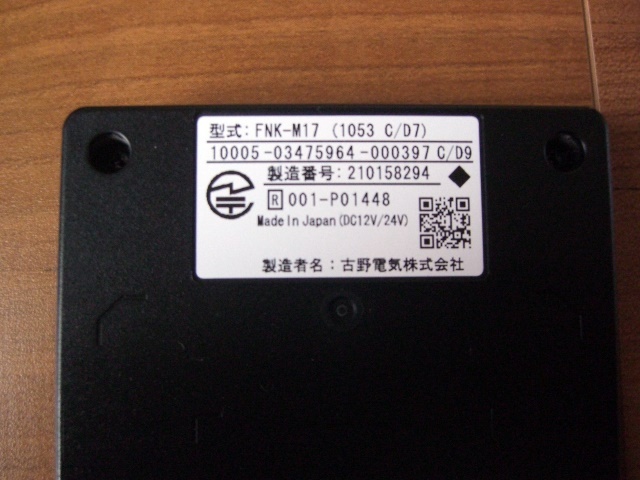 型式: FNK-M17 (1053 C/D7)
10005-03475964-000397 C/D9
製造番号: 210158294
R 001-P01448
Made In Japan (DC12V/24V)
製造者名：古野電気株式会社